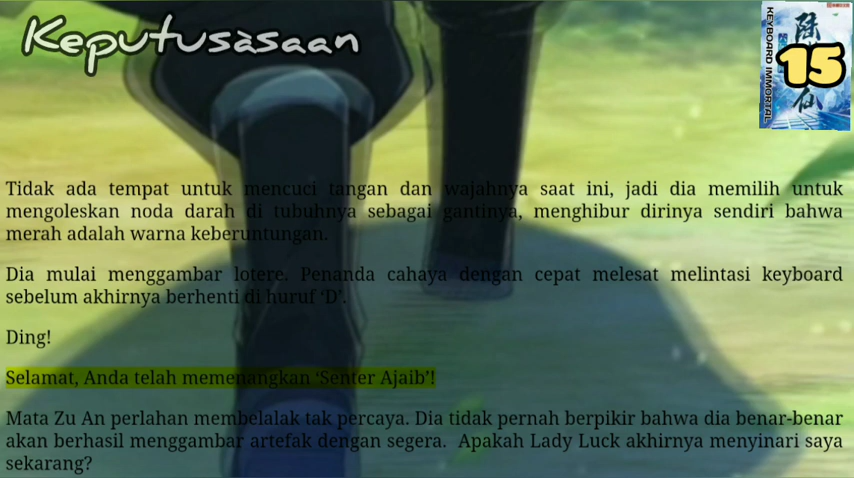 Keputusasaan
KEYBOARD IMMORTAL
陆
仙
15
Tidak ada tempat untuk mencuci tangan dan wajahnya saat ini, jadi dia memilih untuk
mengoleskan noda darah di tubuhnya sebagai gantinya, menghibur dirinya sendiri bahwa
merah adalah warna keberuntungan.
Dia mulai menggambar lotere. Penanda cahaya dengan cepat melesat melintasi keyboard
sebelum akhirnya berhenti di huruf ‘D’.
Ding!
Selamat, Anda telah memenangkan ‘Senter Ajaib’!
Mata Zu An perlahan membelalak tak percaya. Dia tidak pernah berpikir bahwa dia benar-benar
akan berhasil menggambar artefak dengan segera. Apakah Lady Luck akhirnya menyinari saya
sekarang?